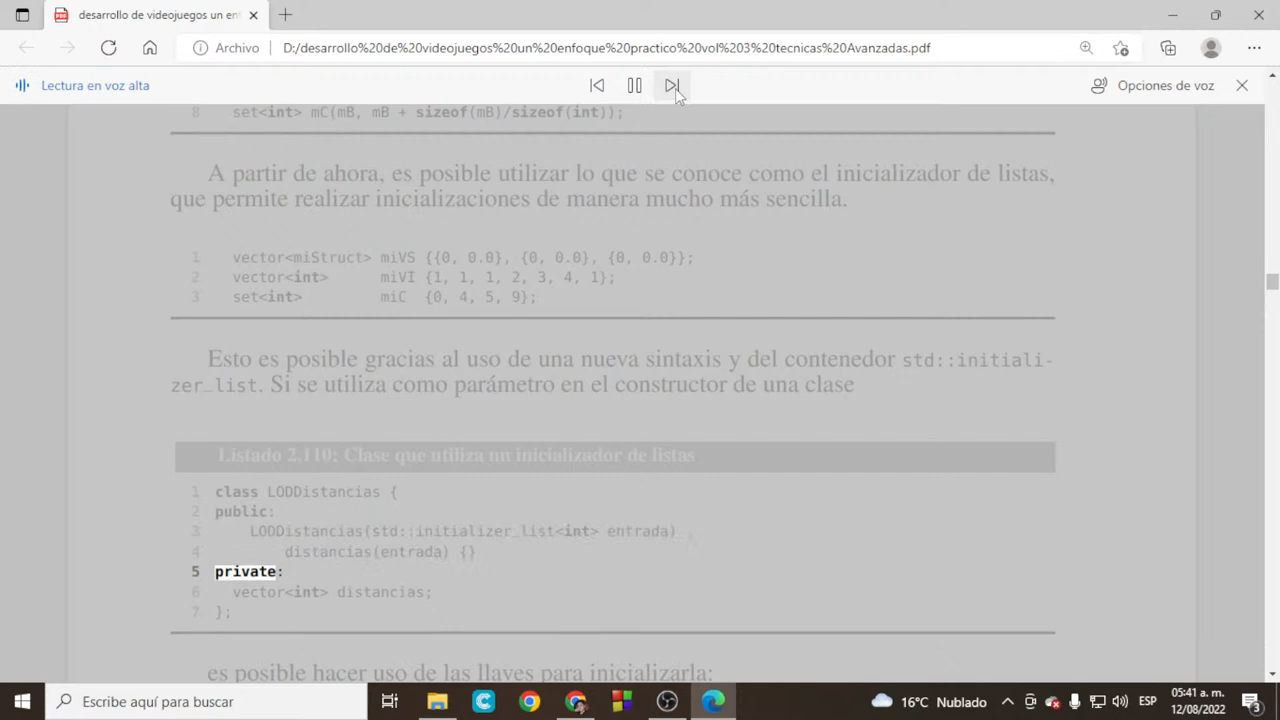 desarrollo de videojuegos un en
Archivo
D:/desarrollo%20de%20videojuegos%20un%20enfoque%20practico%20vol%203%20tecnicas%20Avanzadas.pdf
Lectura en voz alta
Opciones de voz
8 set<int> mC(mB, mB + sizeof(mB)/sizeof(int));
A partir de ahora, es posible utilizar lo que se conoce como el inicializador de listas,
que permite realizar inicializaciones de manera mucho más sencilla.
1 vector<miStruct> miVS {{0, 0.0}, {0, 0.0}, {0, 0.0}};
2 vector<int> miVI {1, 1, 1, 2, 3, 4, 1};
3 set<int> miC {0, 4, 5, 9};
Esto es posible gracias al uso de una nueva sintaxis y del contenedor std::initiali-
zer_list. Si se utiliza como parámetro en el constructor de una clase
Listado 2.110: Clase que utiliza un inicializador de listas
1 class LODDistancias {
2 public:
3 LODDistancias(std::initializer_list<int> entrada) :
4 distancias(entrada) {}
5 private:
6 vector<int> distancias;
7 };
es posible hacer uso de las llaves para inicializarla:
Escribe aquí para buscar
16°C Nublado
ESP
05:41 a. m.
12/08/2022
3